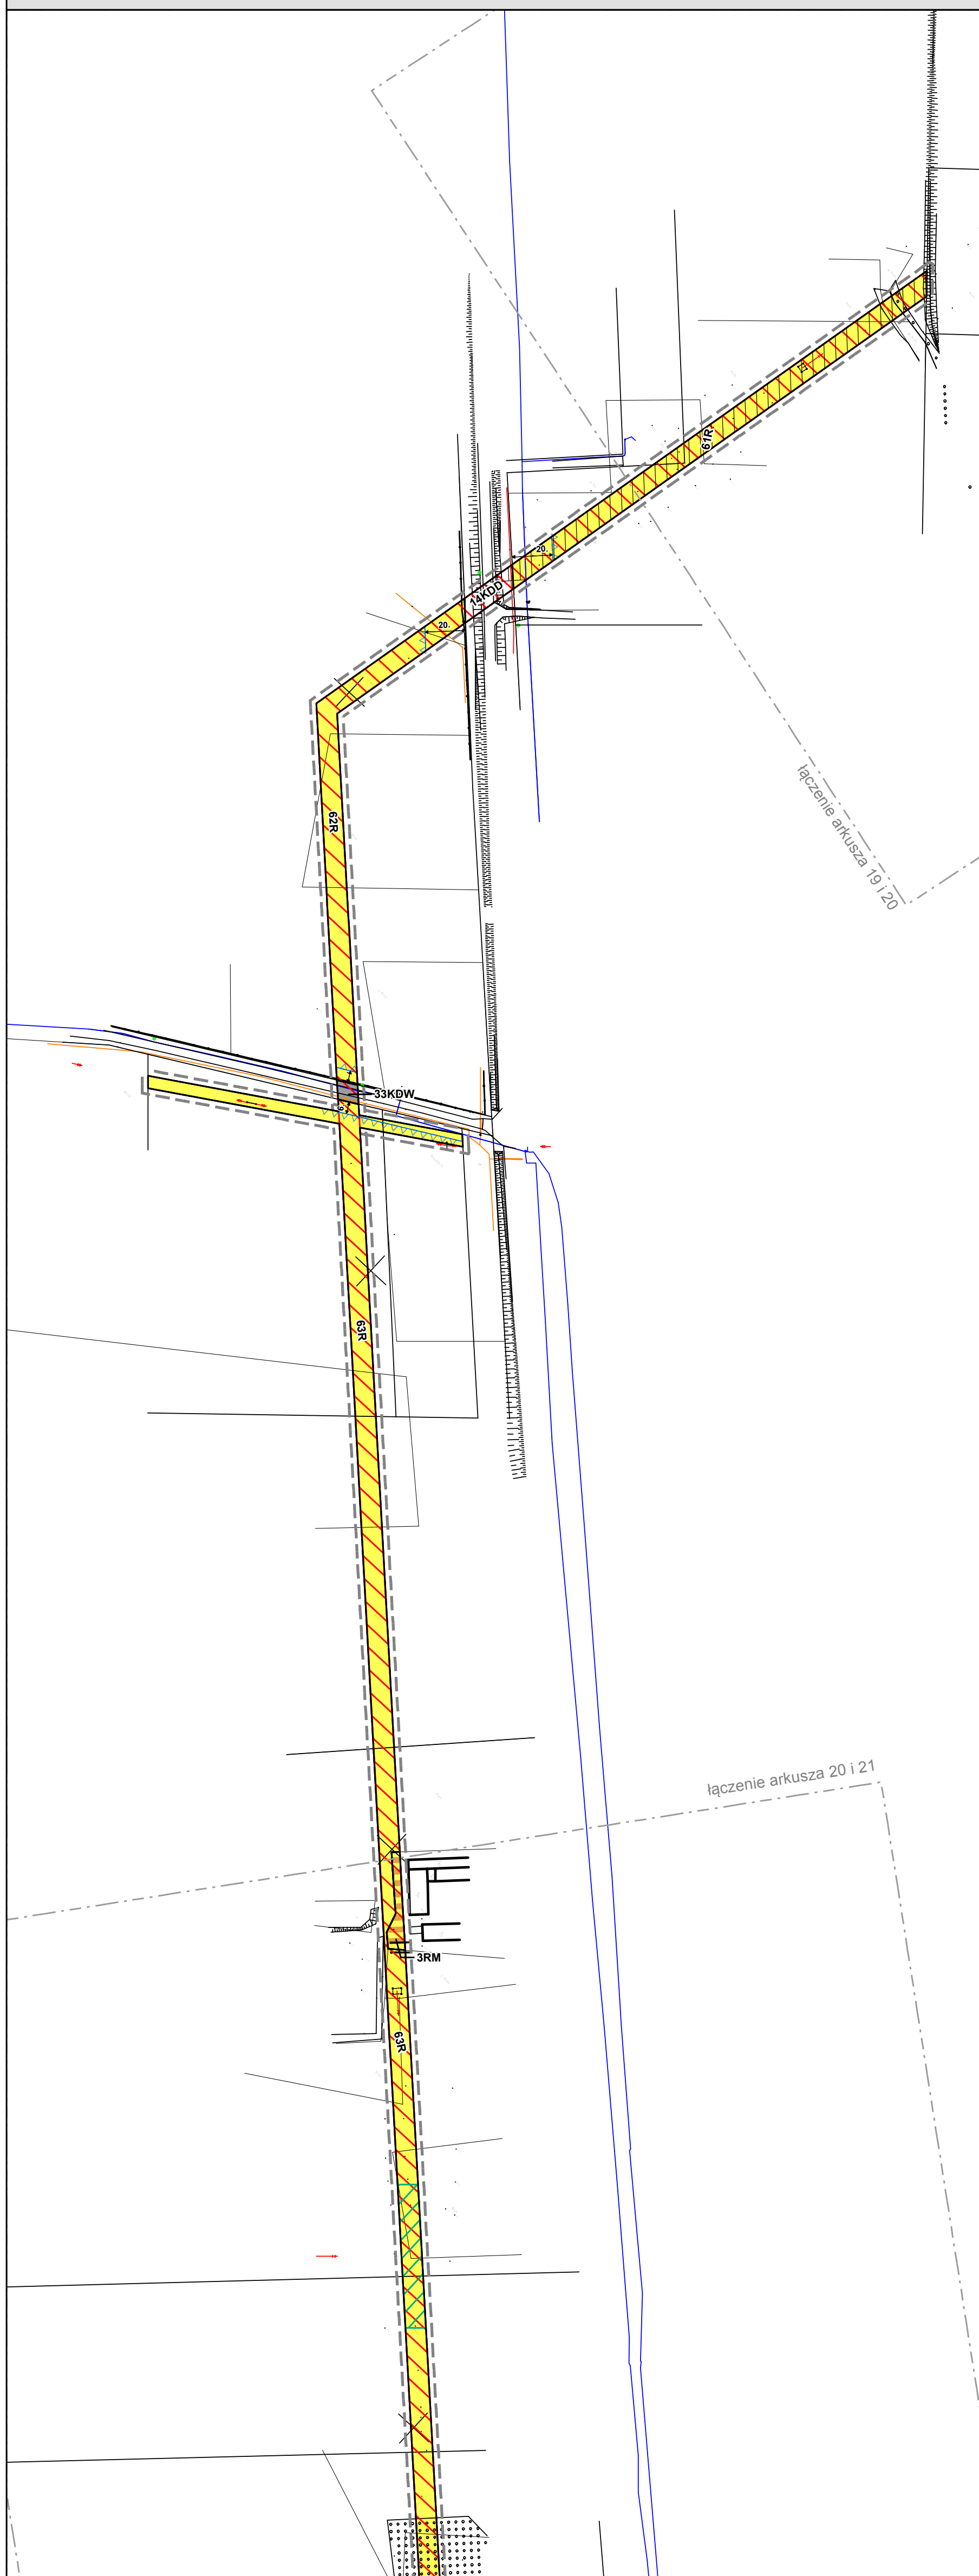 61R
20.
14KDD
20.
łączenie arkusza 19 i 20
62R
33KDW
63R
łączenie arkusza 20 i 21
3RM
63R